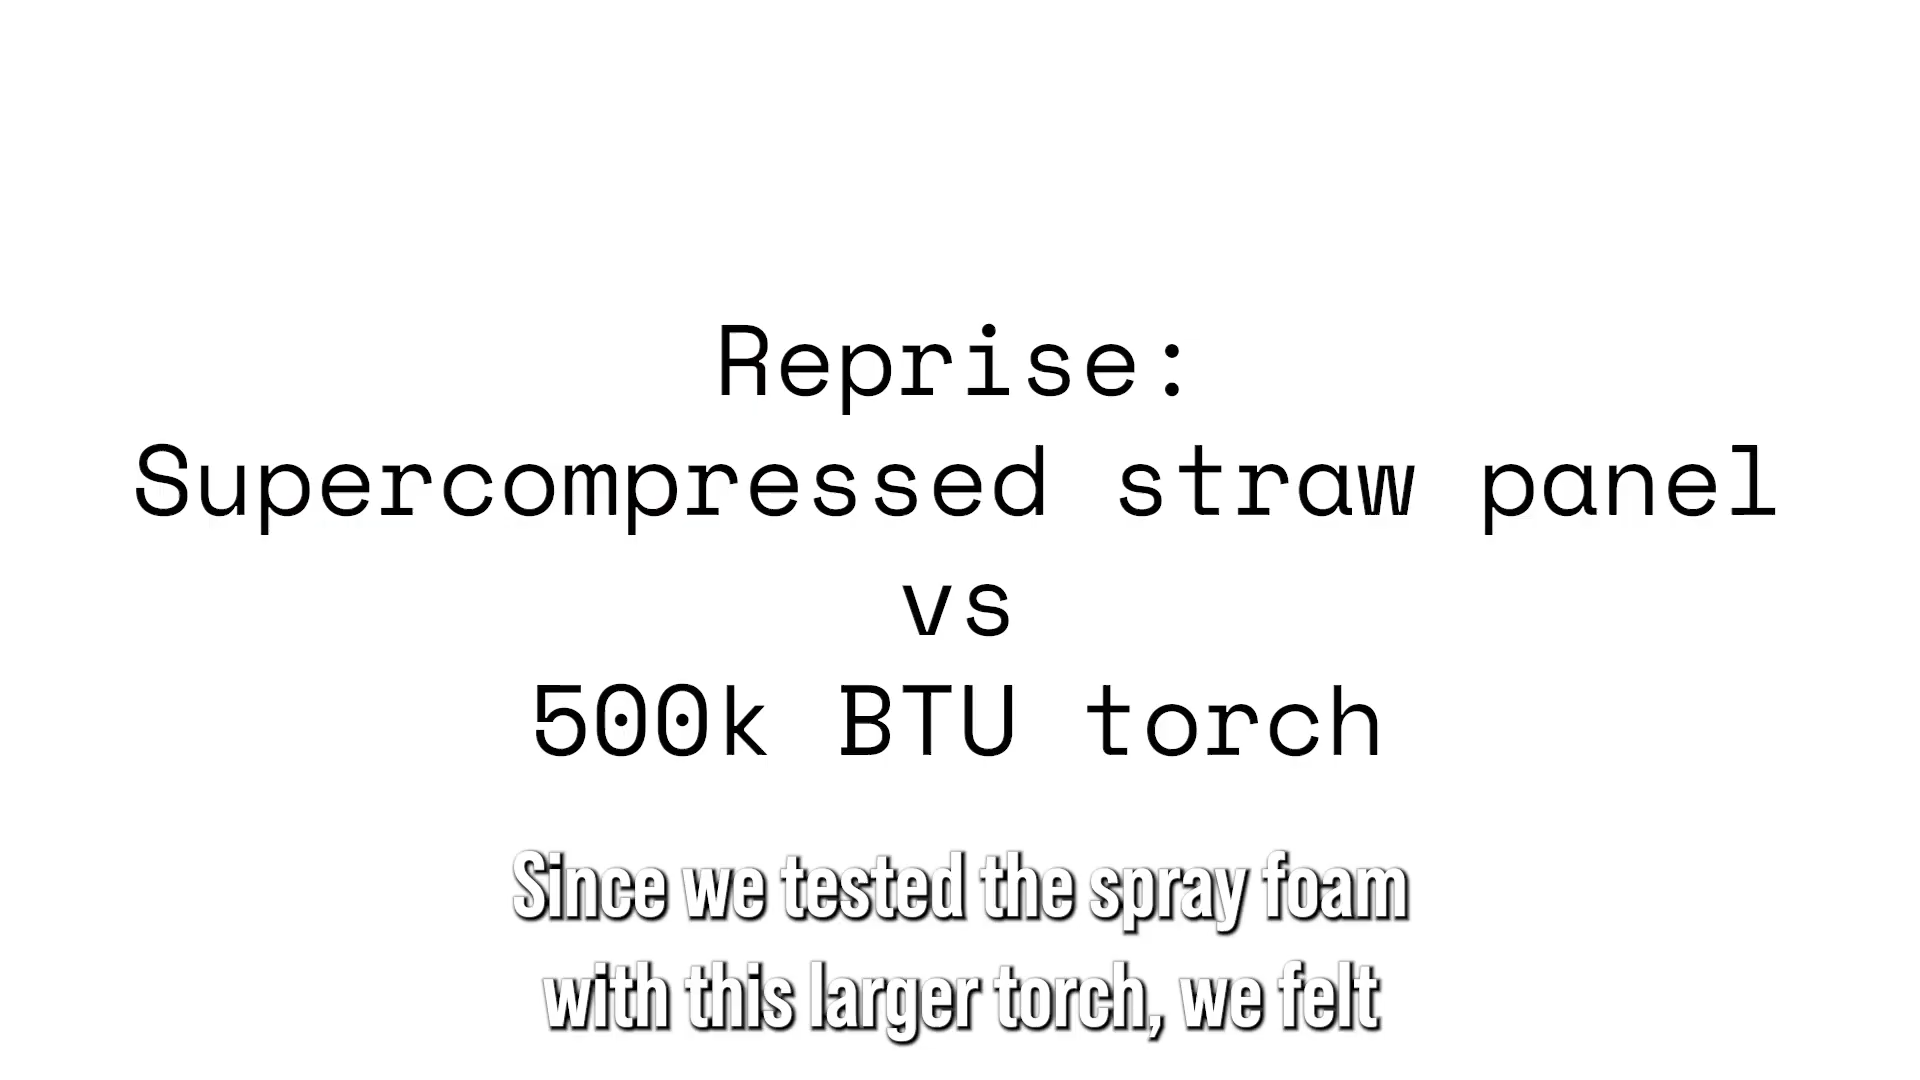 Reprise:
Supercompressed straw panel
vs
500k BTU torch
Since we tested the spray foam
with this larger torch, we felt